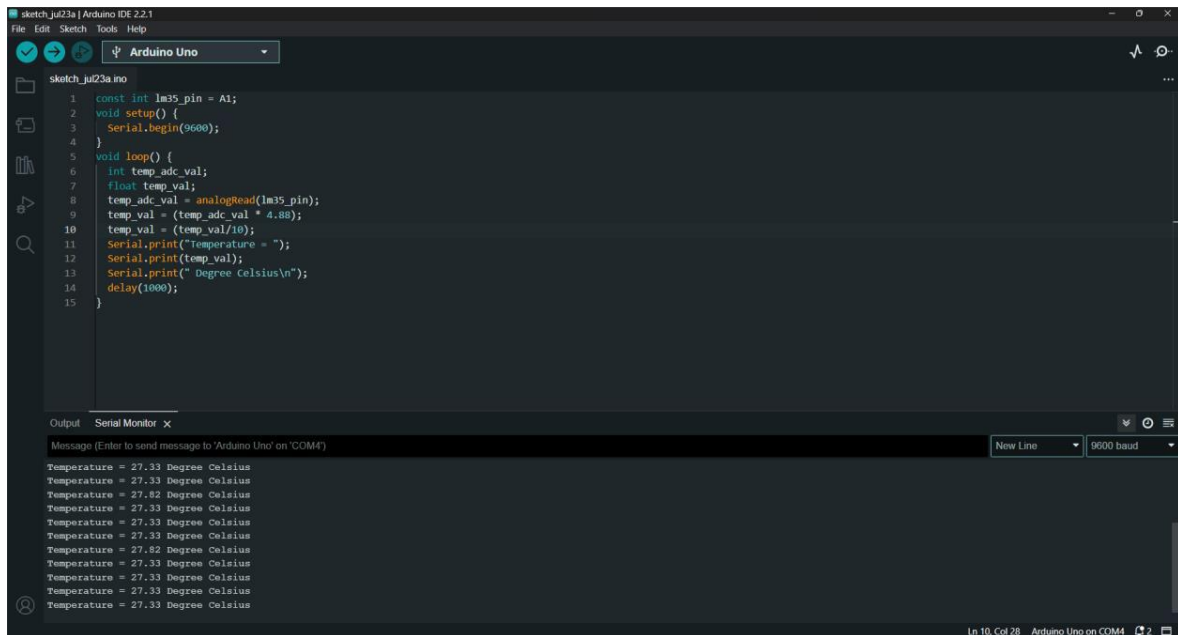 sketch_jul23a | Arduino IDE 2.2.1
File Edit Sketch Tools Help
Arduino Uno
sketch_jul23a.ino
1 const int lm35_pin = A1;
2 void setup() {
3 Serial.begin(9600);
4 }
5 void loop() {
6 int temp_adc_val;
7 float temp_val;
8 temp_adc_val = analogRead(lm35_pin);
9 temp_val = (temp_adc_val * 4.88);
10 temp_val = (temp_val/10);
11 Serial.print("Temperature = ");
12 Serial.print(temp_val);
13 Serial.print(" Degree Celsius\n");
14 delay(1000);
15 }
Output Serial Monitor
Message (Enter to send message to 'Arduino Uno' on 'COM4')
New Line 9600 baud
Temperature = 27.33 Degree Celsius
Temperature = 27.33 Degree Celsius
Temperature = 27.82 Degree Celsius
Temperature = 27.33 Degree Celsius
Temperature = 27.33 Degree Celsius
Temperature = 27.33 Degree Celsius
Temperature = 27.82 Degree Celsius
Temperature = 27.33 Degree Celsius
Temperature = 27.33 Degree Celsius
Temperature = 27.33 Degree Celsius
Temperature = 27.33 Degree Celsius
Ln 10, Col 28 Arduino Uno on COM4 2